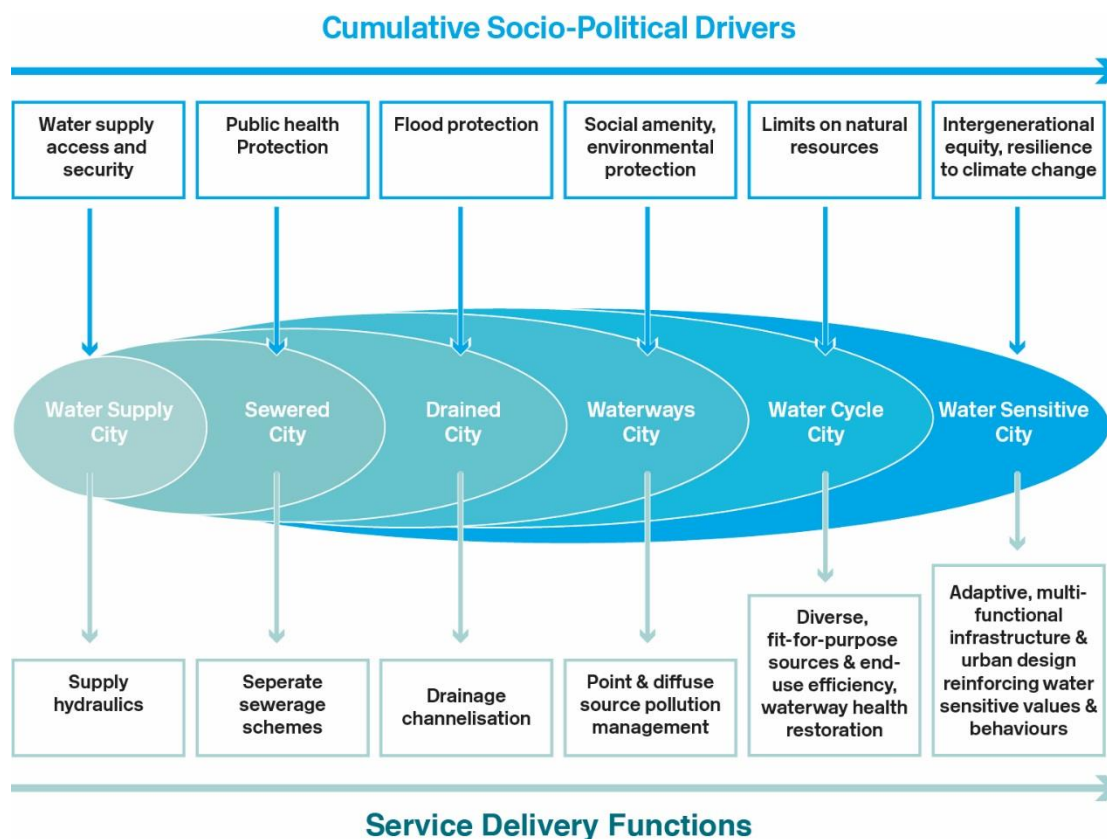 Cumulative Socio-Political Drivers
Water supply
access and
security
Public health
Protection
Flood protection
Social amenity,
environmental
protection
Limits on natural
resources
Intergenerational
equity, resilience
to climate change
Water Supply
City
Sewered
City
Drained
City
Waterways
City
Water Cycle
City
Water Sensitive
City
Supply
hydraulics
Seperate
sewerage
schemes
Drainage
channelisation
Point & diffuse
source pollution
management
Diverse,
fit-for-purpose
sources & end-
use efficiency,
waterway health
restoration
Adaptive, multi-
functional
infrastructure &
urban design
reinforcing water
sensitive values &
behaviours
Service Delivery Functions